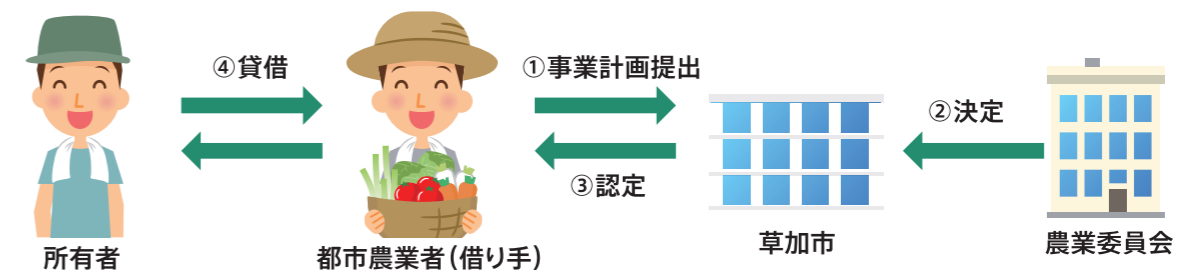 ④貸借
①事業計画提出
②決定
③認定
所有者
都市農業者(借り手)
草加市
農業委員会